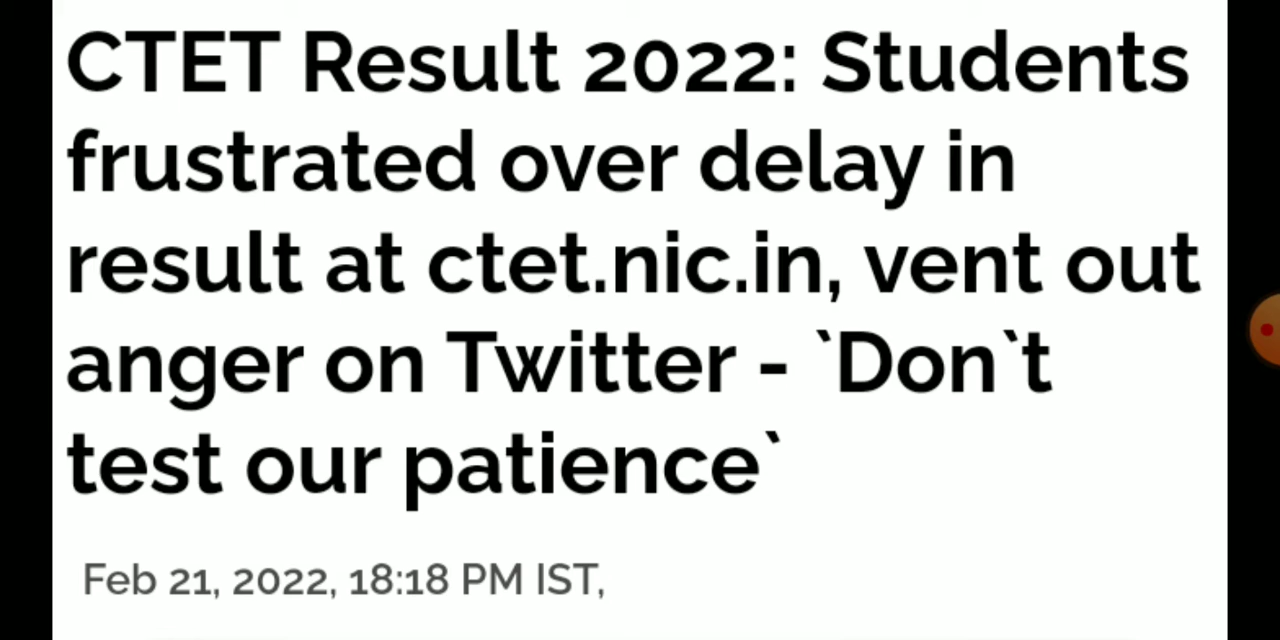 CTET Result 2022: Students
frustrated over delay in
result at ctet.nic.in, vent out
anger on Twitter - `Don`t
test our patience`
Feb 21, 2022, 18:18 PM IST,